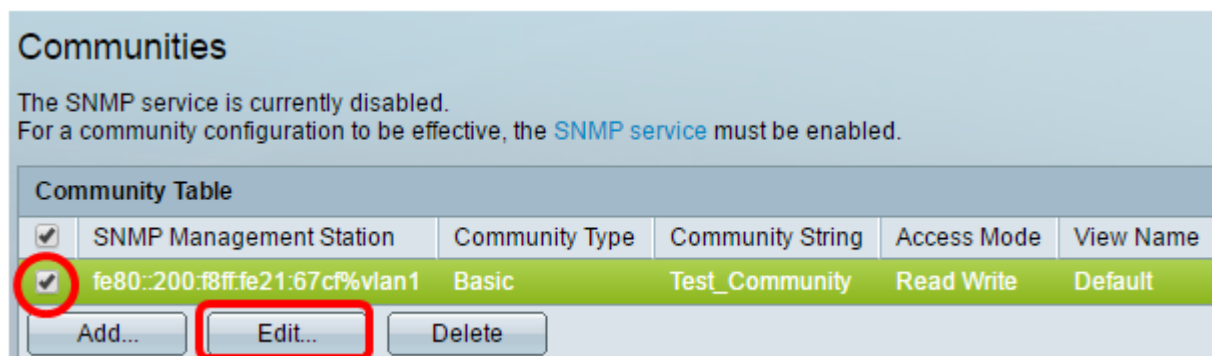 Communities
The SNMP service is currently disabled.
For a community configuration to be effective, the SNMP service must be enabled.
Community Table
SNMP Management Station Community Type Community String Access Mode View Name
fe80::200:f8ff:fe21:67cf%vlan1 Basic Test_Community Read Write Default
Add... Edit... Delete